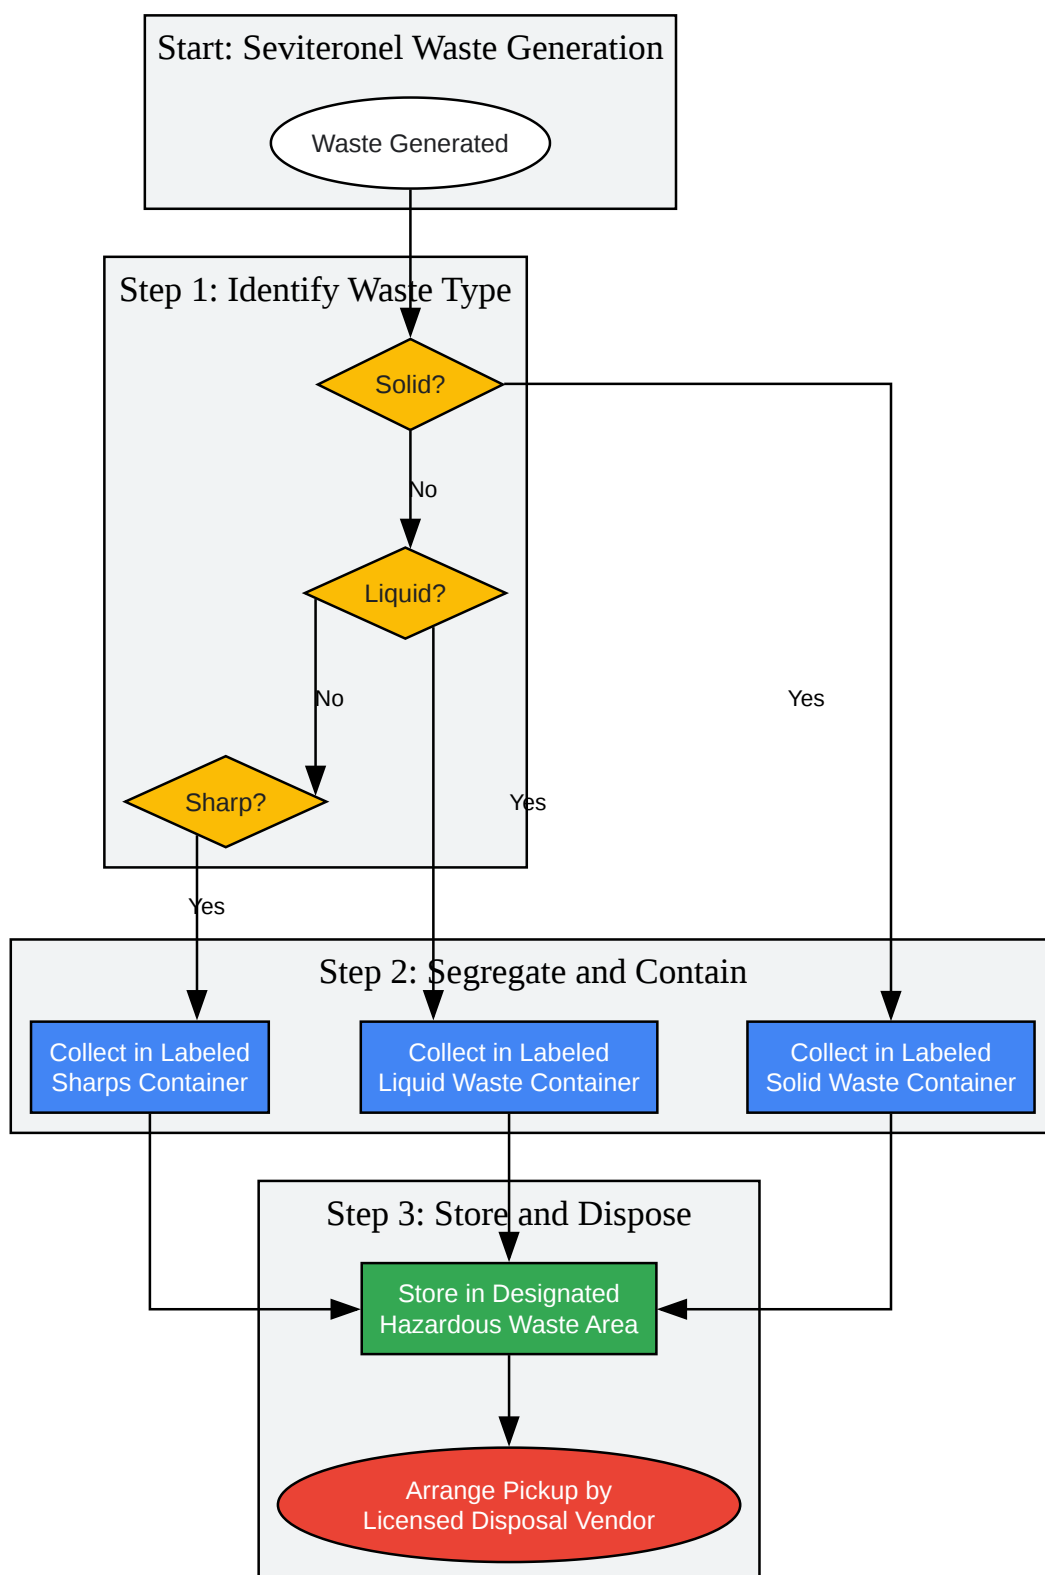 Start: Seviteronel Waste Generation
Waste Generated
Step 1: Identify Waste Type
Solid?
No
Liquid?
No
Yes
Sharp?
Yes
Yes
Step 2: Segregate and Contain
Collect in Labeled
Sharps Container
Collect in Labeled
Liquid Waste Container
Collect in Labeled
Solid Waste Container
Step 3: Store and Dispose
Store in Designated
Hazardous Waste Area
Arrange Pickup by
Licensed Disposal Vendor